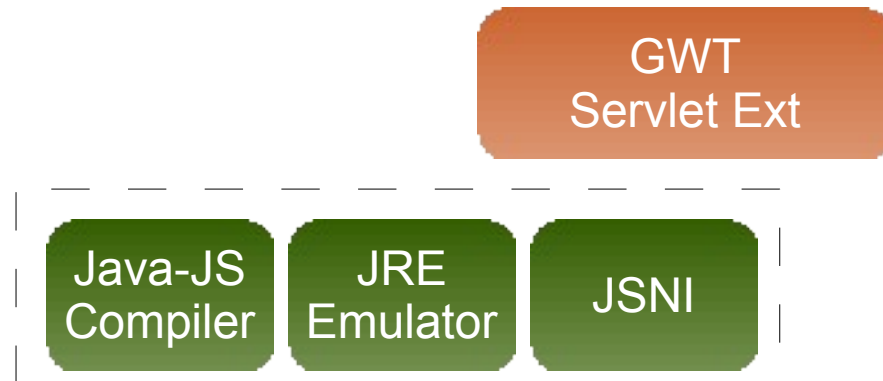 GWT
Servlet Ext
Java-JS
Compiler
JRE
Emulator
JSNI